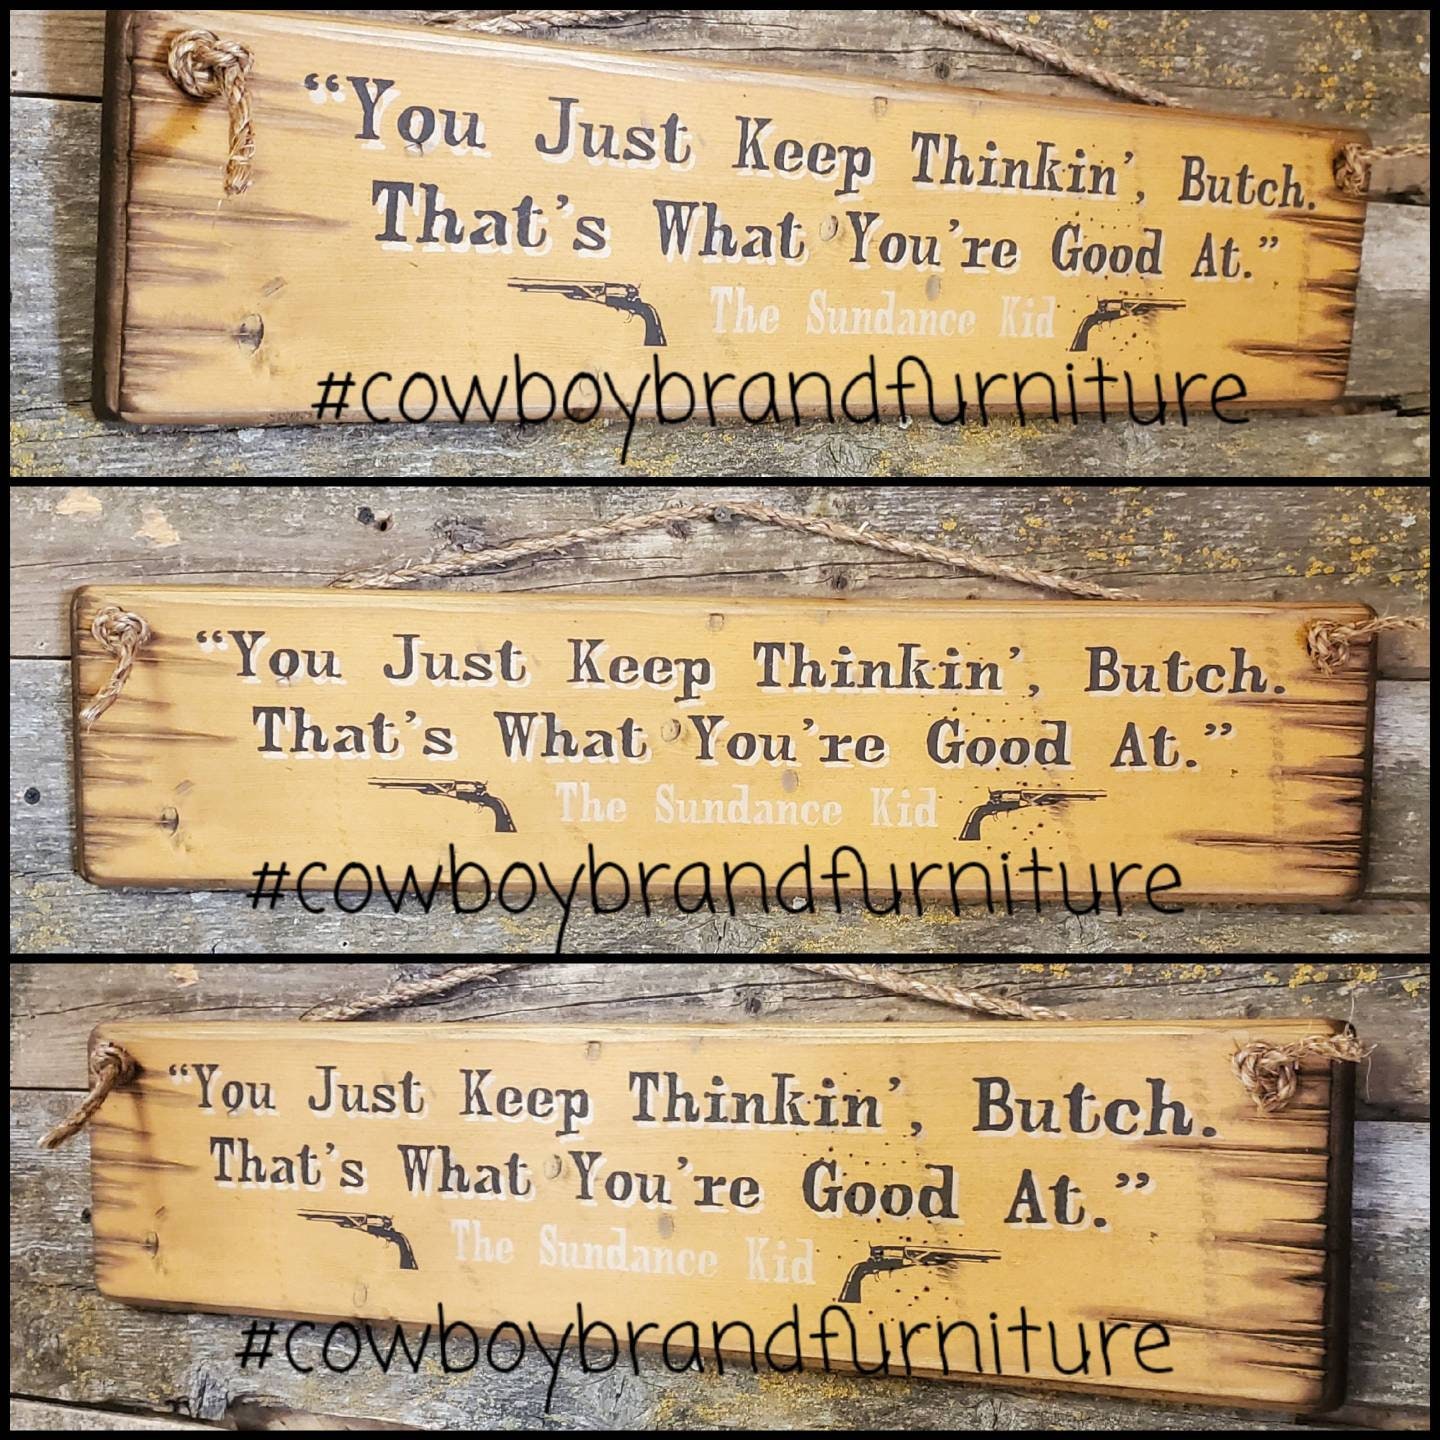 “You Just Keep Thinkin’, Butch.
That’s What You’re Good At.”
The Sundance Kid
#cowboybrandfurniture
“You Just Keep Thinkin’, Butch.
That’s What You’re Good At.”
The Sundance Kid
#cowboybrandfurniture
“You Just Keep Thinkin’, Butch.
That’s What You’re Good At.”
The Sundance Kid
#cowboybrandfurniture